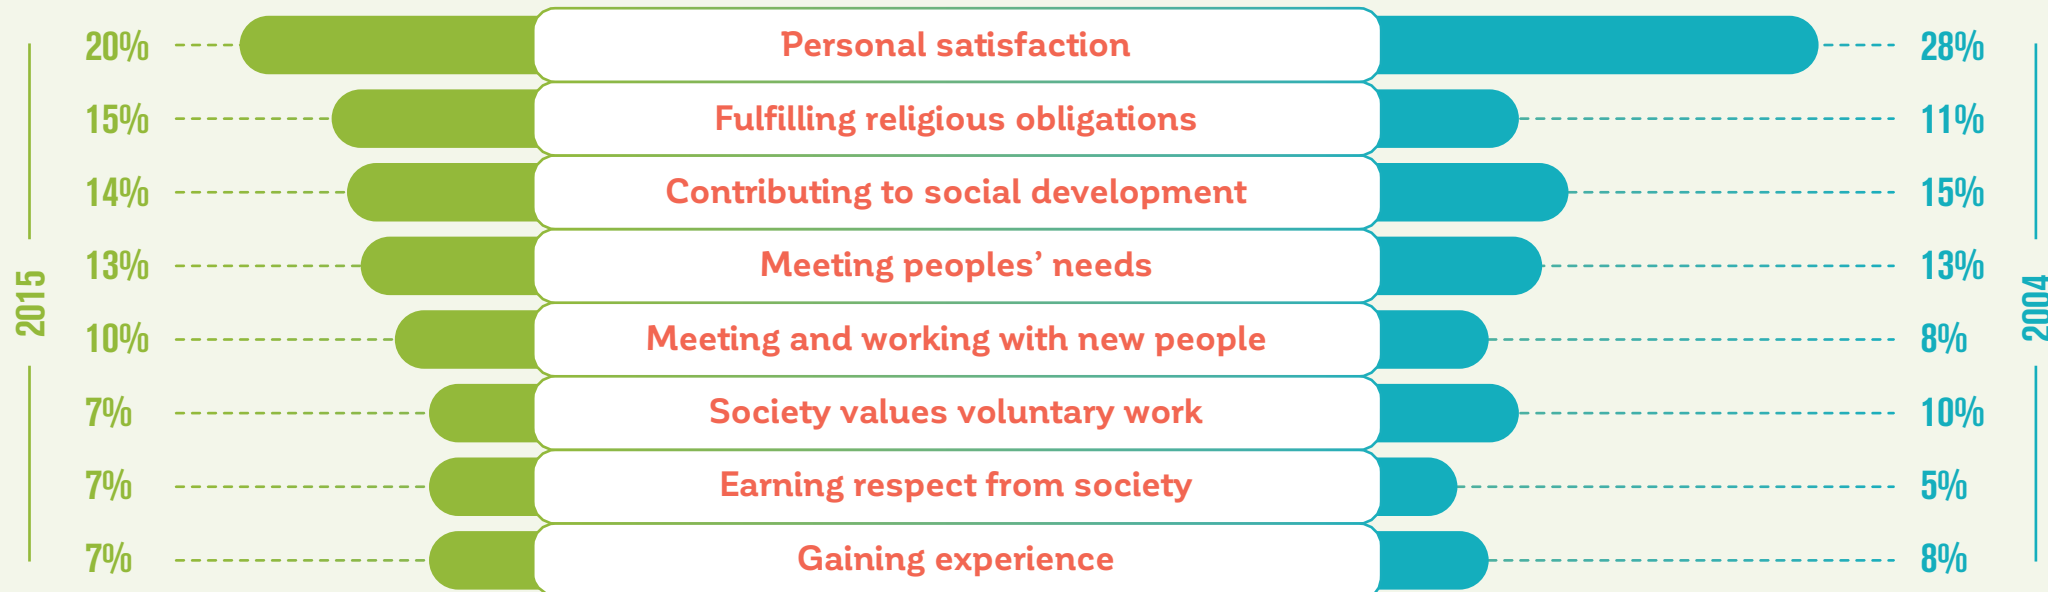 20% Personal satisfaction 28%
15% Fulfilling religious obligations 11%
14% Contributing to social development 15%
13% Meeting peoples’ needs 13%
10% Meeting and working with new people 8%
7% Society values voluntary work 10%
7% Earning respect from society 5%
7% Gaining experience 8%
2015
2004